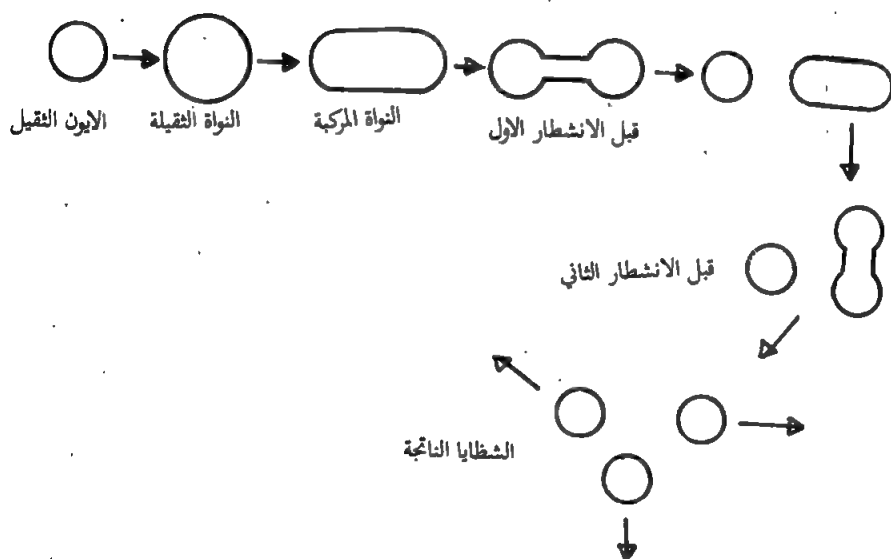 الايون الثقيل
النواة الثقيلة
النواة المركبة
قبل الانشطار الاول
قبل الانشطار الثاني
الشظايا الناتجة